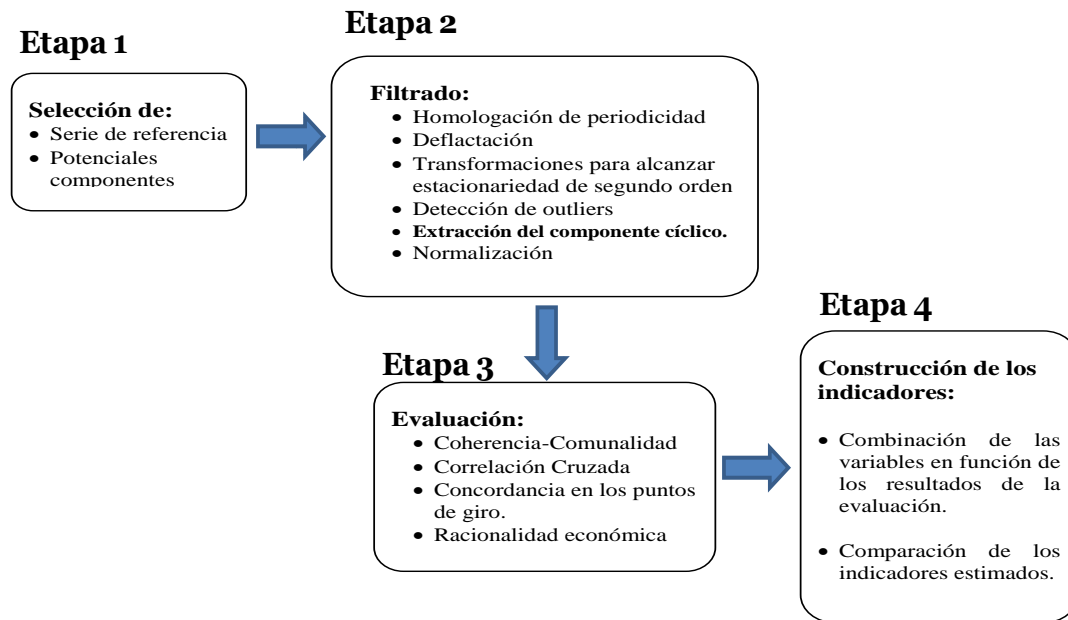 Etapa 1
Selección de:
• Serie de referencia
• Potenciales
componentes
Etapa 2
Filtrado:
• Homologación de periodicidad
• Deflactación
• Transformaciones para alcanzar
estacionariedad de segundo orden
• Detección de outliers
• Extracción del componente cíclico.
• Normalización
Etapa 3
Evaluación:
• Coherencia-Comunalidad
• Correlación Cruzada
• Concordancia en los puntos
de giro.
• Racionalidad económica
Etapa 4
Construcción de los
indicadores:
• Combinación de las
variables en función de
los resultados de la
evaluación.
• Comparación de los
indicadores estimados.